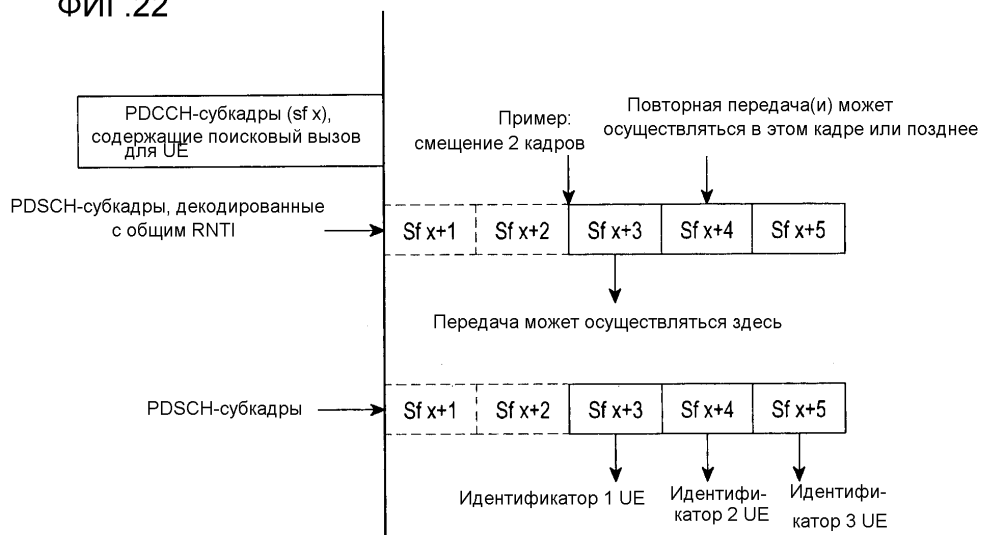 ФИГ.22
PDCCH-субкадры (sf x),
содержащие поисковый вызов
для UE
Пример:
смещение 2 кадров
Повторная передача(и) может
осуществляться в этом кадре или позднее
PDSCH-субкадры, декодированные
с общим RNTI
Sf x+1 Sf x+2 Sf x+3 Sf x+4 Sf x+5
Передача может осуществляться здесь
PDSCH-субкадры
Sf x+1 Sf x+2 Sf x+3 Sf x+4 Sf x+5
Идентификатор 1 UE
Идентифи-
катор 2 UE
Идентифи-
катор 3 UE